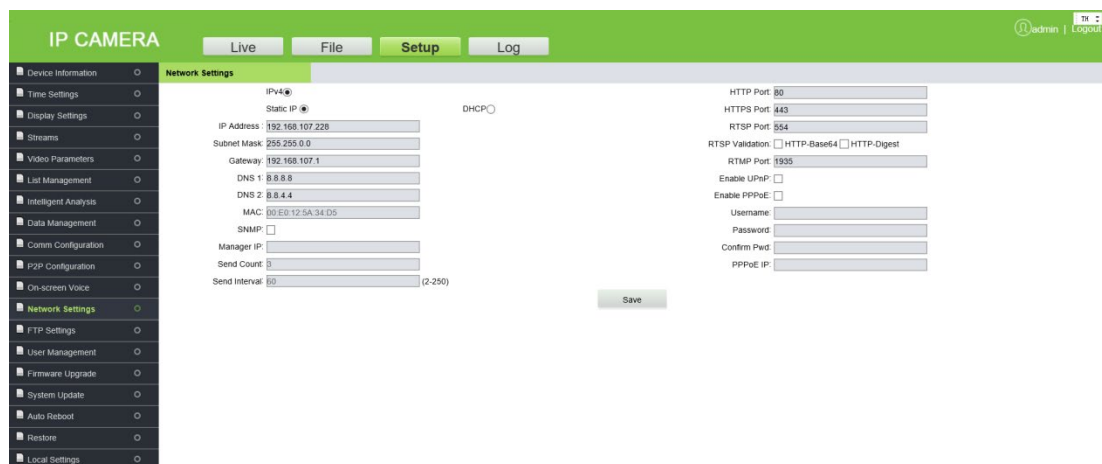 IP CAMERA
Live
File
Setup
Log
admin | Logout
TH
Device Information
Time Settings
Display Settings
Streams
Video Parameters
List Management
Intelligent Analysis
Data Management
Comm Configuration
P2P Configuration
On-screen Voice
Network Settings
FTP Settings
User Management
Firmware Upgrade
System Update
Auto Reboot
Restore
Local Settings
Network Settings
IPv4
Static IP DHCP
IP Address : 192.168.107.228
Subnet Mask: 255.255.0.0
Gateway: 192.168.107.1
DNS 1: 8.8.8.8
DNS 2: 8.8.4.4
MAC: 00:E0:12:5A:34:D5
SNMP:
Manager IP:
Send Count: 3
Send Interval: 60 (2-250)
HTTP Port: 80
HTTPS Port: 443
RTSP Port: 554
RTSP Validation: HTTP-Base64 HTTP-Digest
RTMP Port: 1935
Enable UPnP:
Enable PPPoE:
Username:
Password:
Confirm Pwd:
PPPoE IP:
Save